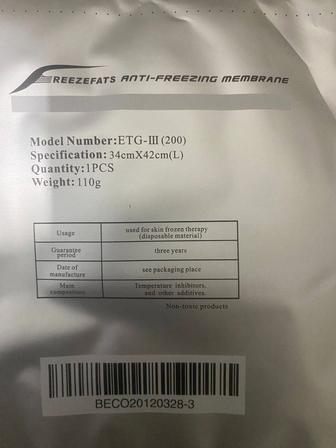 FREEZEFATS ANTI-FREEZING MEMBRANE
Model Number:ETG-III(200)
Specification: 34cmX42cm(L)
Quantity:1PCS
Weight: 110g
Usage used for skin frozen therapy
(disposable material)
Guarantee
period three years
Date of
manufacture see packaging place
Main
composition Temperature inhibitors,
and other additives.
Non-toxic products
BECO20120328-3